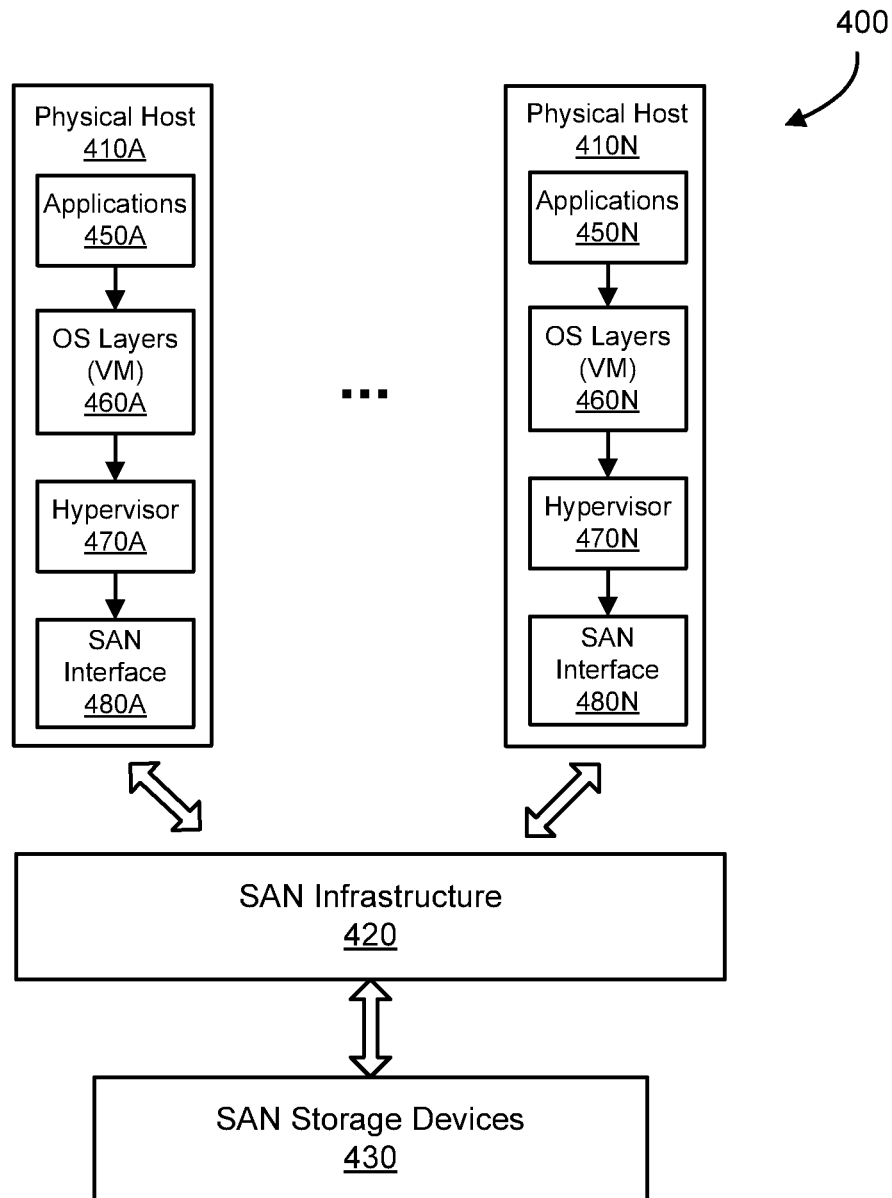 400
Physical Host
410A
Applications
450A
OS Layers
(VM)
460A
Hypervisor
470A
SAN
Interface
480A
...
Physical Host
410N
Applications
450N
OS Layers
(VM)
460N
Hypervisor
470N
SAN
Interface
480N
SAN Infrastructure
420
SAN Storage Devices
430